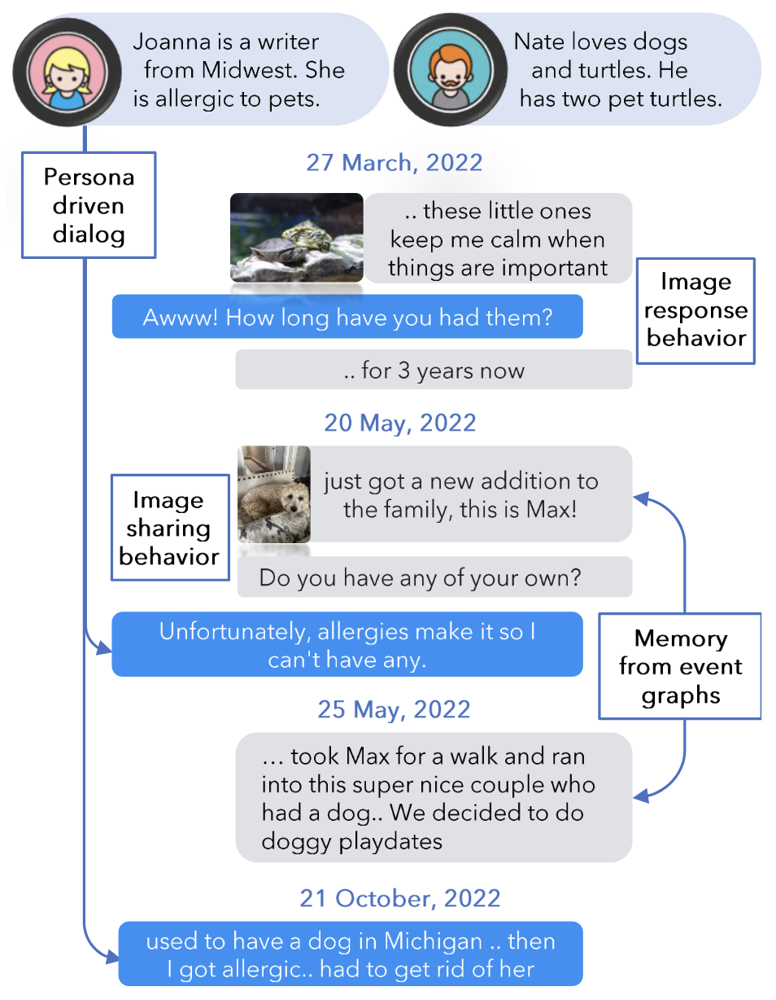 Joanna is a writer
from Midwest. She
is allergic to pets.
Nate loves dogs
and turtles. He
has two pet turtles.
Persona
driven
dialog
27 March, 2022
.. these little ones
keep me calm when
things are important
Image
response
behavior
Awww! How long have you had them?
.. for 3 years now
20 May, 2022
just got a new addition to
the family, this is Max!
Image
sharing
behavior
Do you have any of your own?
Unfortunately, allergies make it so I
can't have any.
Memory
from event
graphs
25 May, 2022
... took Max for a walk and ran
into this super nice couple who
had a dog.. We decided to do
doggy playdates
21 October, 2022
used to have a dog in Michigan .. then
I got allergic.. had to get rid of her